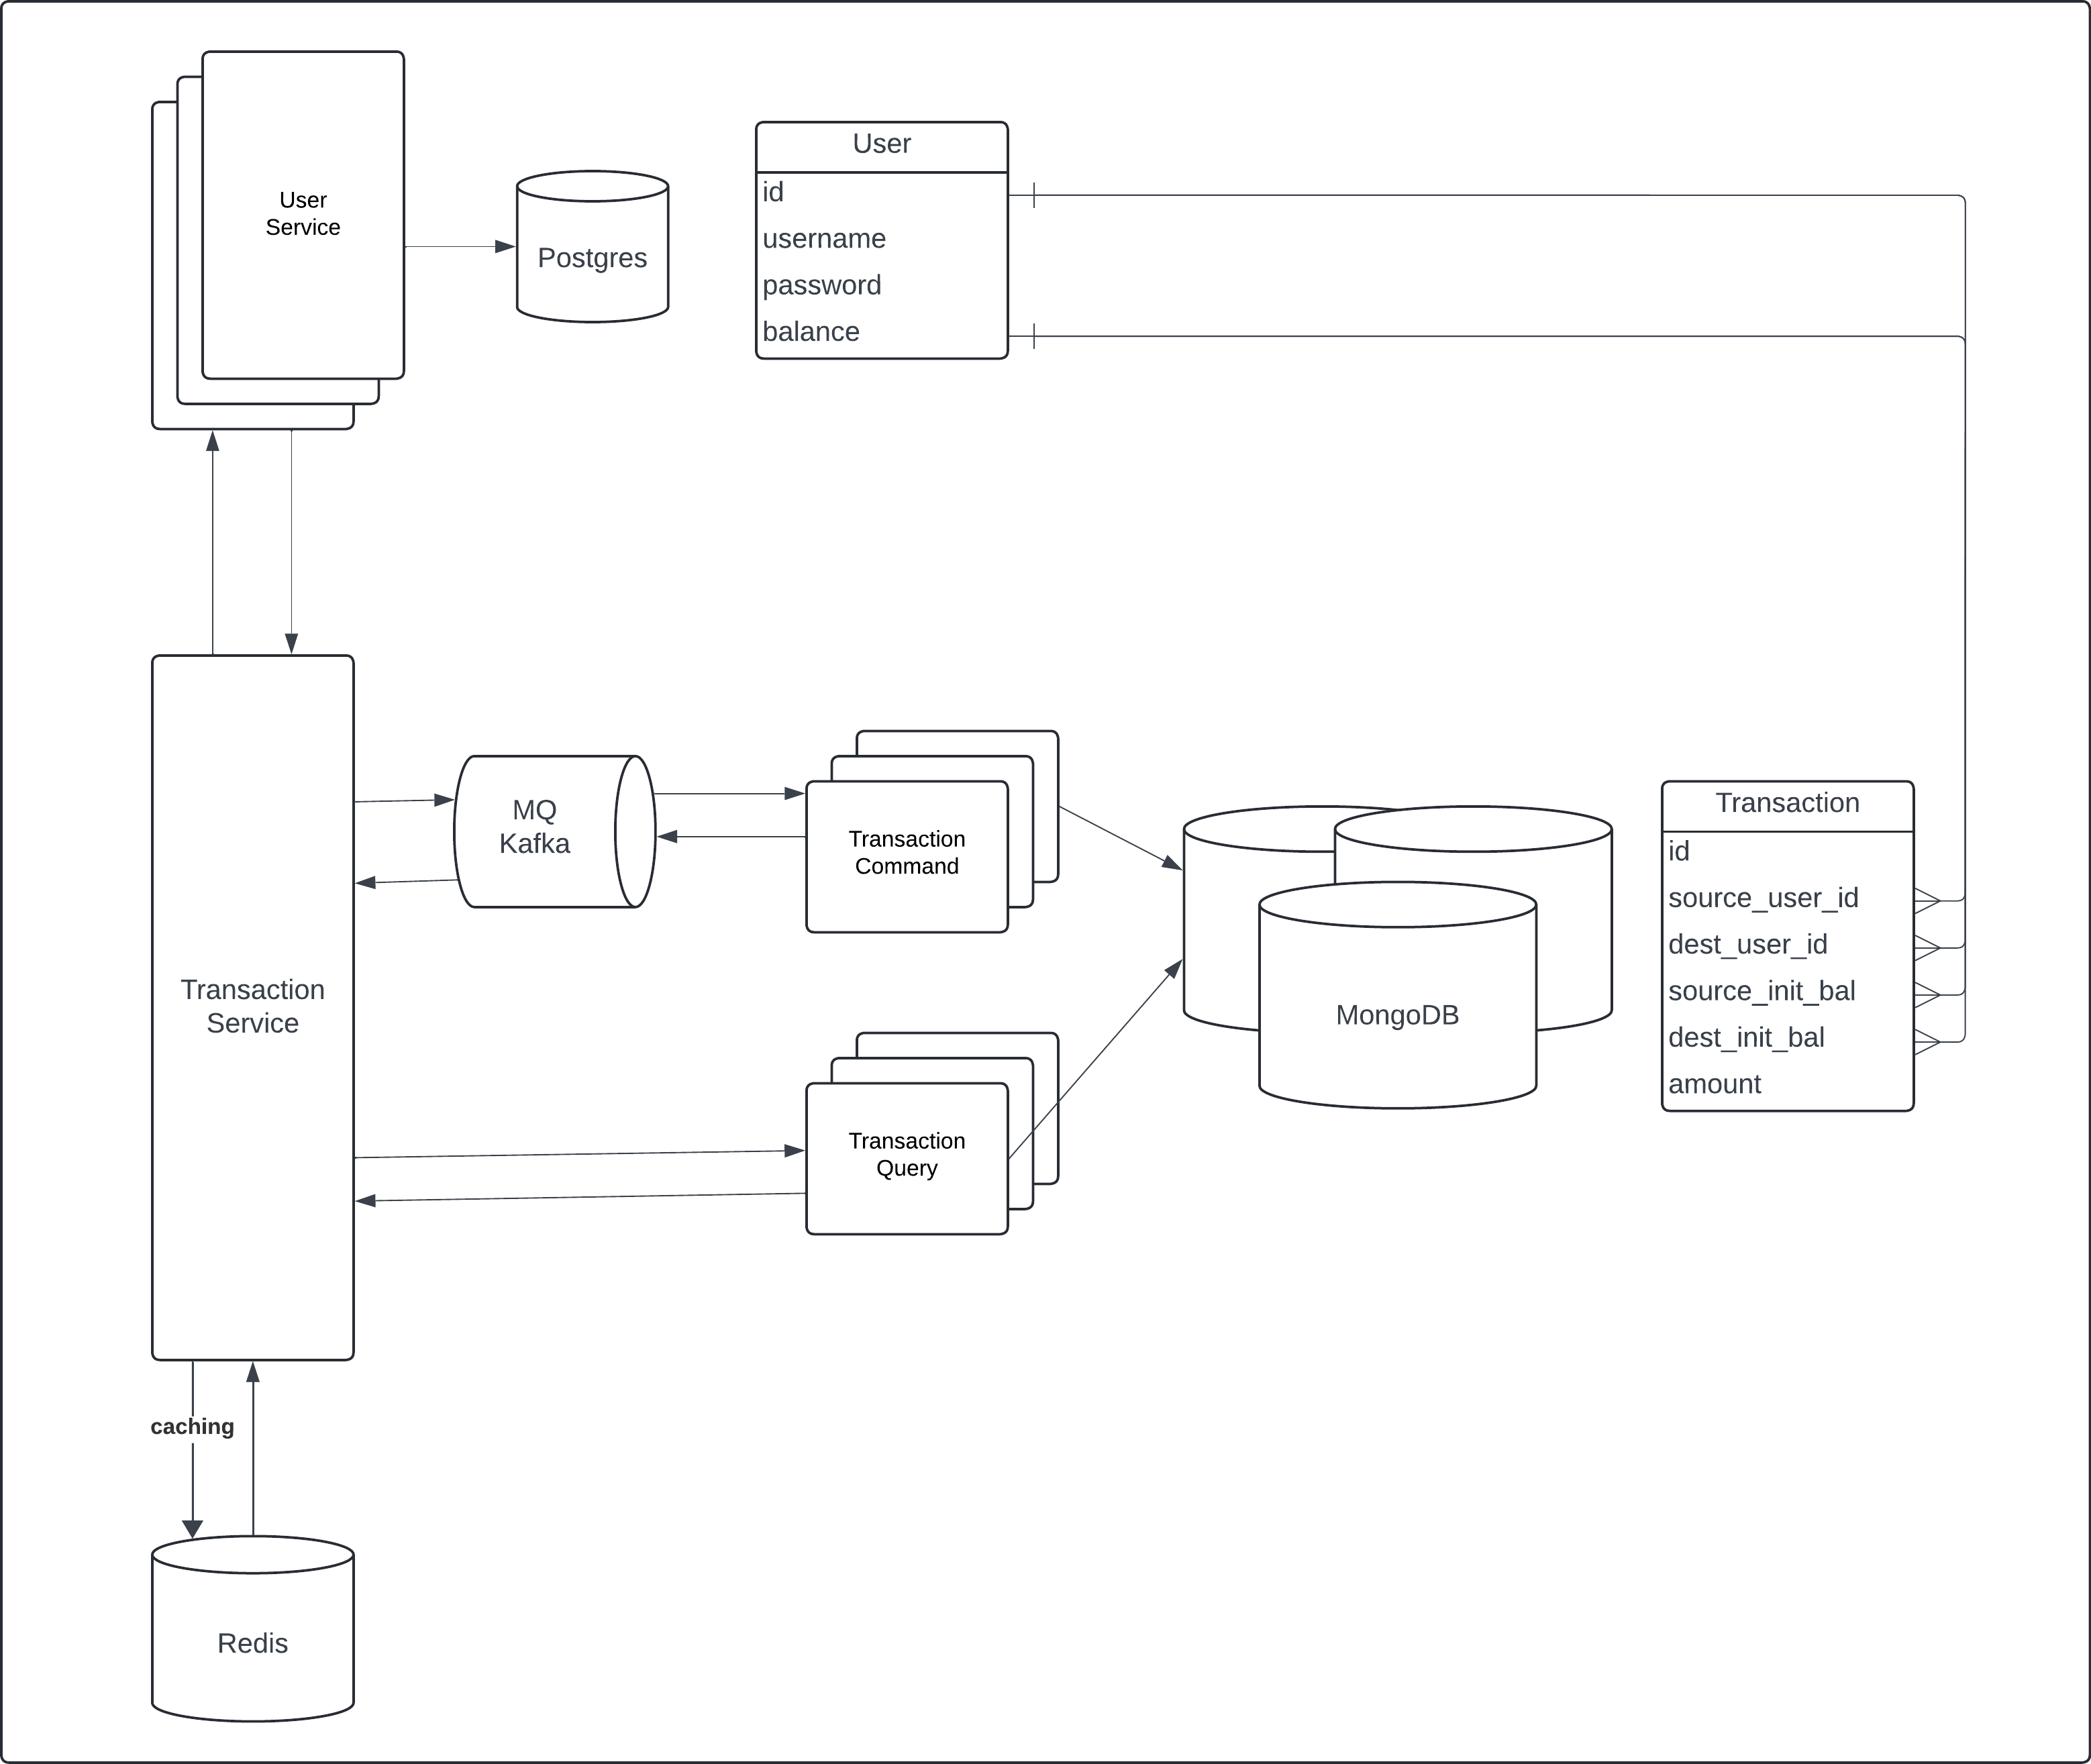 User
Service
Postgres
User
id
username
password
balance
MQ
Kafka
Transaction
Command
Transaction
Service
MongoDB
Transaction
id
source_user_id
dest_user_id
source_init_bal
dest_init_bal
amount
Transaction
Query
caching
Redis